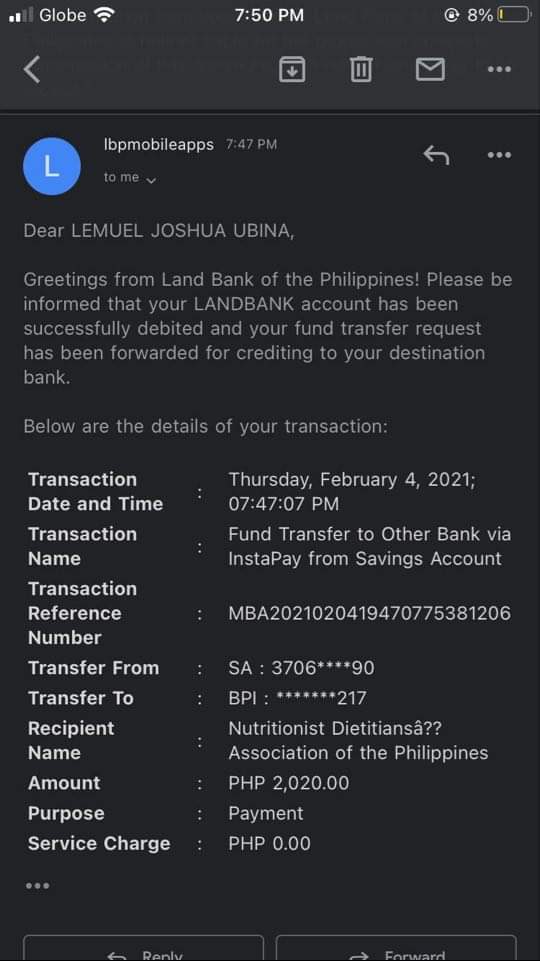 Globe 7:50 PM 8%
L
lbpmobileapps 7:47 PM
to me
Dear LEMUEL JOSHUA UBINA,
Greetings from Land Bank of the Philippines! Please be
informed that your LANDBANK account has been
successfully debited and your fund transfer request
has been forwarded for crediting to your destination
bank.
Below are the details of your transaction:
Transaction
Date and Time : Thursday, February 4, 2021;
07:47:07 PM
Transaction
Name : Fund Transfer to Other Bank via
InstaPay from Savings Account
Transaction
Reference : MBA2021020419470775381206
Number
Transfer From : SA : 3706****90
Transfer To : BPI : *******217
Recipient
Name : Nutritionist Dietitiansâ??
Association of the Philippines
Amount : PHP 2,020.00
Purpose : Payment
Service Charge : PHP 0.00
Reply Forward